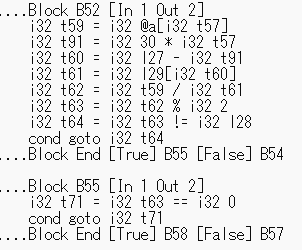 ....Block B52 [In 1 Out 2]
i32 t59 = i32 @a[i32 t57]
i32 t91 = i32 30 * i32 t57
i32 t60 = i32 l27 - i32 t91
i32 t61 = i32 l29[i32 t60]
i32 t62 = i32 t59 / i32 t61
i32 t63 = i32 t62 % i32 2
i32 t64 = i32 t63 != i32 l28
cond goto i32 t64
....Block End [True] B55 [False] B54
....Block B55 [In 1 Out 2]
i32 t71 = i32 t63 == i32 0
cond goto i32 t71
....Block End [True] B58 [False] B57